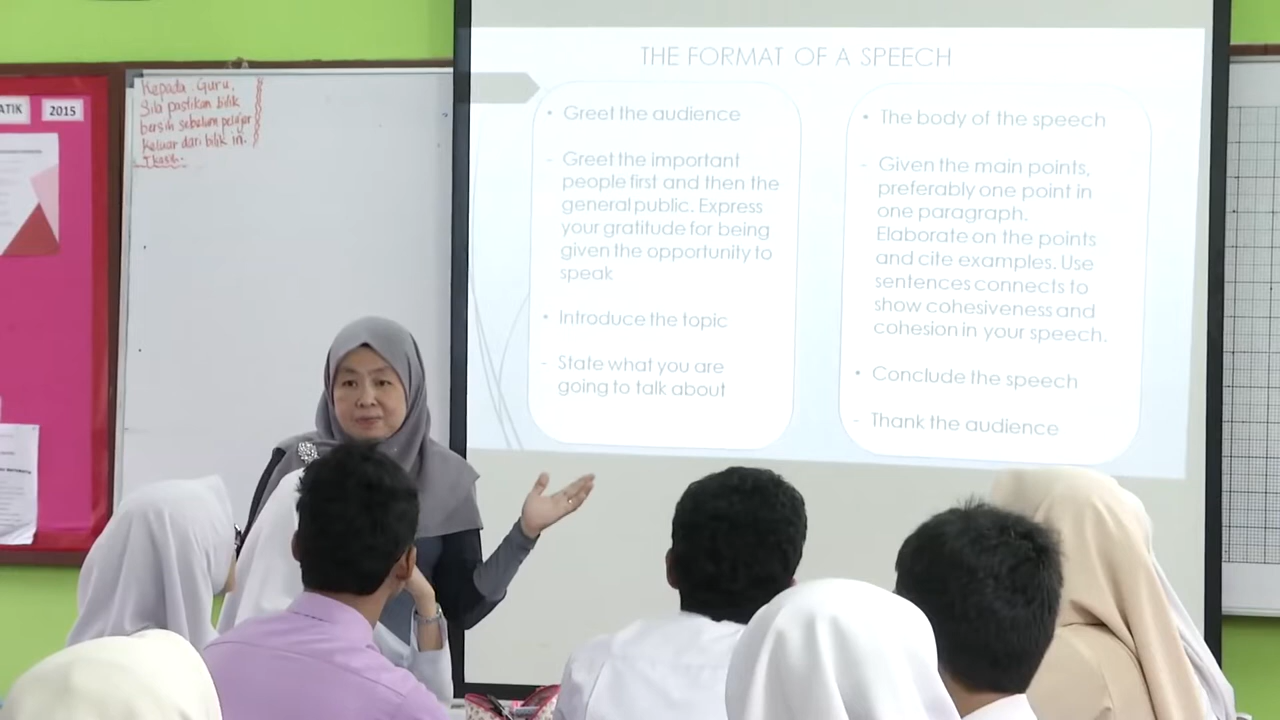 ATIK 2015
Kepada : Guru,
Sila pastikan bilik
bersih sebelum pelajar
keluar dari bilik ini.
T.kasih.
THE FORMAT OF A SPEECH
• Greet the audience
- Greet the important
people first and then the
general public. Express
your gratitude for being
given the opportunity to
speak
• Introduce the topic
- State what you are
going to talk about
• The body of the speech
- Given the main points,
preferably one point in
one paragraph.
Elaborate on the points
and cite examples. Use
sentences connects to
show cohesiveness and
cohesion in your speech.
• Conclude the speech
- Thank the audience